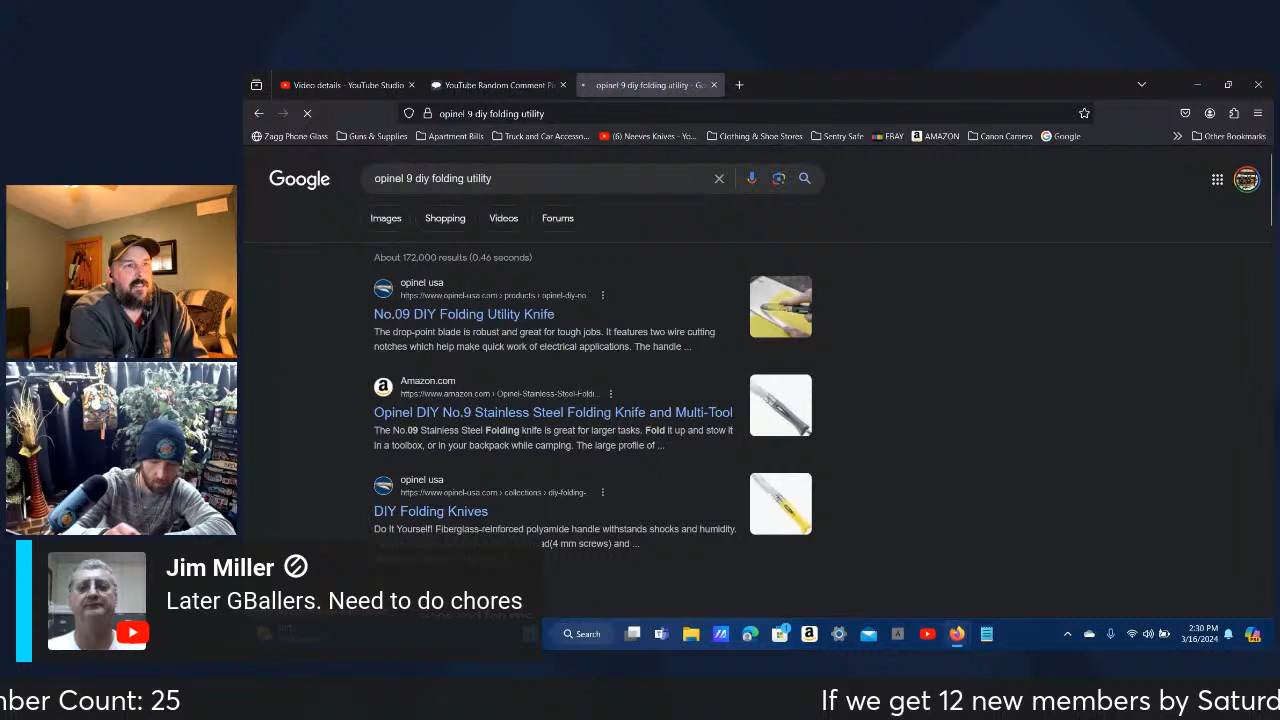 Video details - YouTube Studio
YouTube Random Comment Pi
opinel 9 diy folding utility - Go
opinel 9 diy folding utility
Zagg Phone Glass
Guns & Supplies
Apartment Bills
Truck and Car Accesso...
(6) Neeves Knives - Yo...
Clothing & Shoe Stores
Sentry Safe
EBAY
AMAZON
Canon Camera
Google
Other Bookmarks
Google
opinel 9 diy folding utility
Images
Shopping
Videos
Forums
About 172,000 results (0.46 seconds)
opinel usa
https://www.opinel-usa.com › products › opinel-diy-no
No.09 DIY Folding Utility Knife
The drop-point blade is robust and great for tough jobs. It features two wire cutting
notches which help make quick work of electrical applications. The handle ...
Amazon.com
https://www.amazon.com › Opinel-Stainless-Steel-Foldi...
Opinel DIY No.9 Stainless Steel Folding Knife and Multi-Tool
The No.09 Stainless Steel Folding knife is great for larger tasks. Fold it up and stow it
in a toolbox, or in your backpack while camping. The large profile of ...
opinel usa
https://www.opinel-usa.com › collections › diy-folding-
DIY Folding Knives
Do It Yourself! Fiberglass-reinforced polyamide handle withstands shocks and humidity.
ad(4 mm screws) and ...
Jim Miller
Later GBallers. Need to do chores
Search
2:30 PM
3/16/2024
mber Count: 25
If we get 12 new members by Saturd